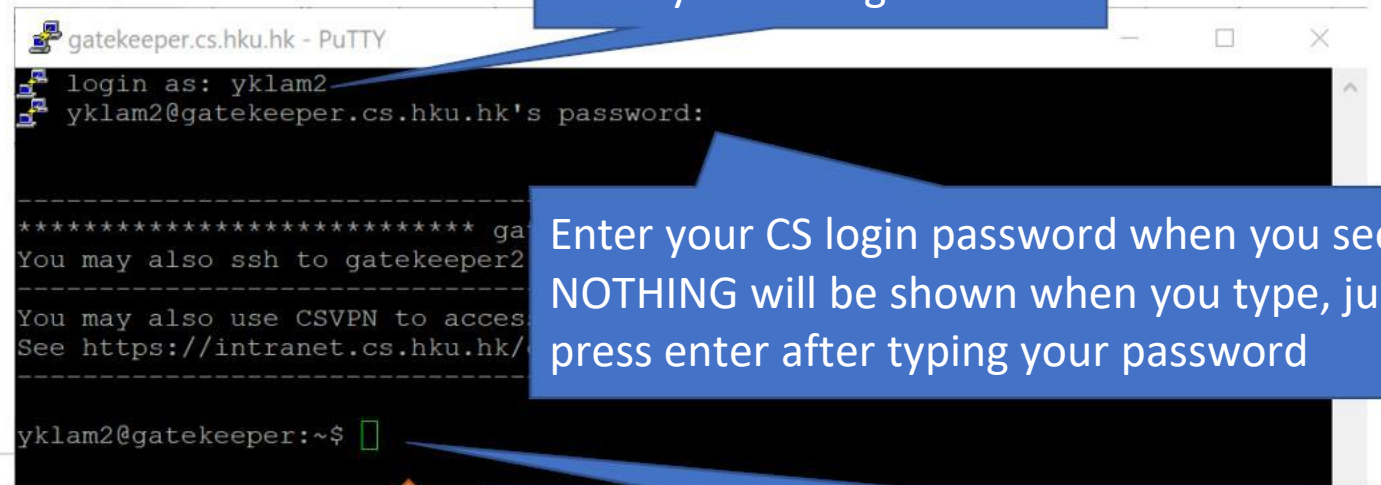 gatekeeper.cs.hku.hk - PuTTY
login as: yklam2
yklam2@gatekeeper.cs.hku.hk's password:
---------------------------------
**************************** ga
You may also ssh to gatekeeper2
---------------------------------
You may also use CSVPN to acces
See https://intranet.cs.hku.hk/
---------------------------------
Enter your CS login password when you see
NOTHING will be shown when you type, ju
press enter after typing your password
yklam2@gatekeeper:~$